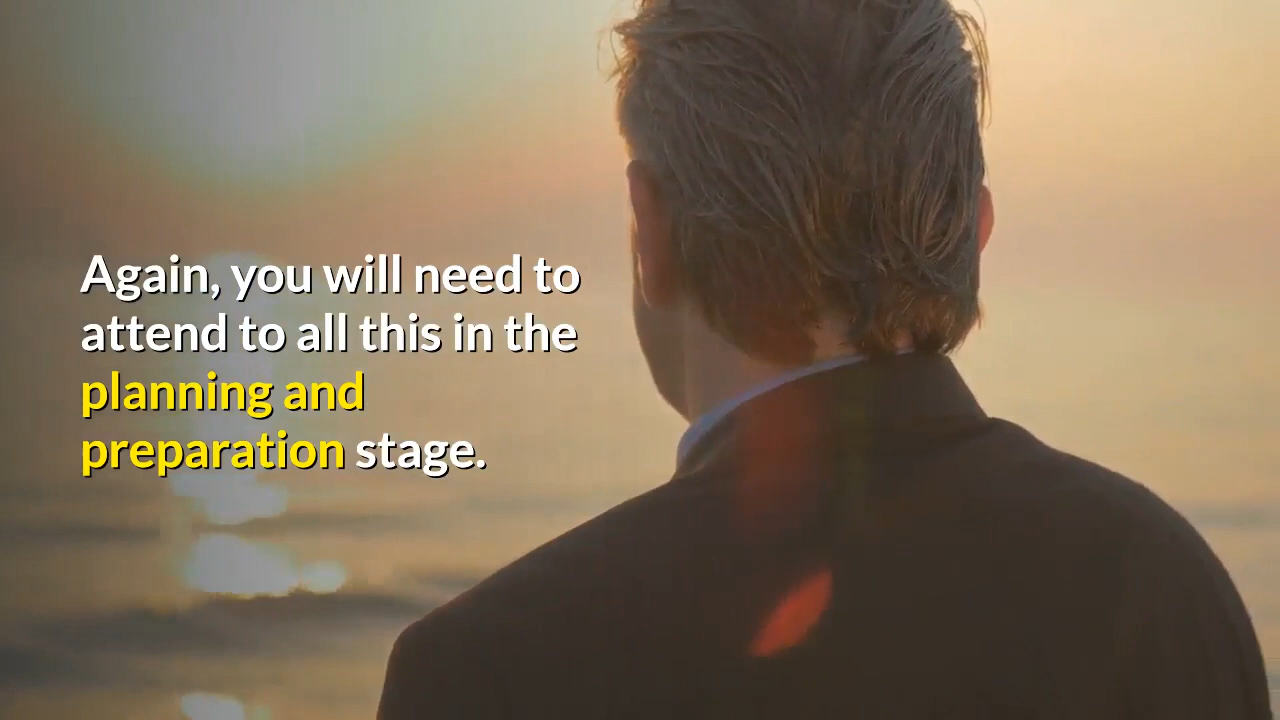 Again, you will need to
attend to all this in the
planning and
preparation stage.